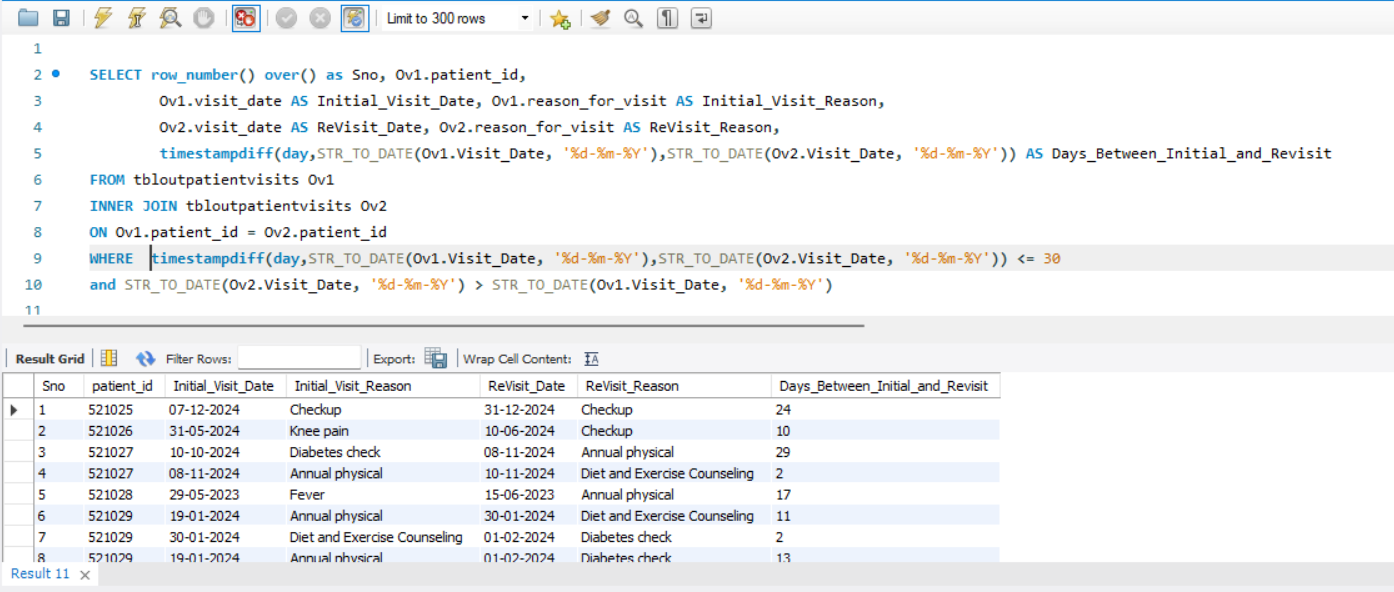 Limit to 300 rows
1
2 SELECT row_number() over() as Sno, Ov1.patient_id,
3 Ov1.visit_date AS Initial_Visit_Date, Ov1.reason_for_visit AS Initial_Visit_Reason,
4 Ov2.visit_date AS ReVisit_Date, Ov2.reason_for_visit AS ReVisit_Reason,
5 timestampdiff(day,STR_TO_DATE(Ov1.Visit_Date, '%d-%m-%Y'),STR_TO_DATE(Ov2.Visit_Date, '%d-%m-%Y')) AS Days_Between_Initial_and_Revisit
6 FROM tbloutpatientvisits Ov1
7 INNER JOIN tbloutpatientvisits Ov2
8 ON Ov1.patient_id = Ov2.patient_id
9 WHERE timestampdiff(day,STR_TO_DATE(Ov1.Visit_Date, '%d-%m-%Y'),STR_TO_DATE(Ov2.Visit_Date, '%d-%m-%Y')) <= 30
10 and STR_TO_DATE(Ov2.Visit_Date, '%d-%m-%Y') > STR_TO_DATE(Ov1.Visit_Date, '%d-%m-%Y')
11
Result Grid Filter Rows: Export: Wrap Cell Content:
Sno patient_id Initial_Visit_Date Initial_Visit_Reason ReVisit_Date ReVisit_Reason Days_Between_Initial_and_Revisit
1 521025 07-12-2024 Checkup 31-12-2024 Checkup 24
2 521026 31-05-2024 Knee pain 10-06-2024 Checkup 10
3 521027 10-10-2024 Diabetes check 08-11-2024 Annual physical 29
4 521027 08-11-2024 Annual physical 10-11-2024 Diet and Exercise Counseling 2
5 521028 29-05-2023 Fever 15-06-2023 Annual physical 17
6 521029 19-01-2024 Annual physical 30-01-2024 Diet and Exercise Counseling 11
7 521029 30-01-2024 Diet and Exercise Counseling 01-02-2024 Diabetes check 2
8 521029 19-01-2024 Annual physical 01-02-2024 Diabetes check 13
Result 11